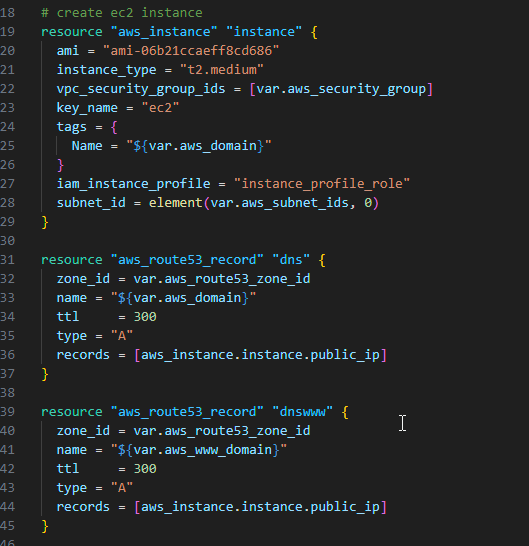 18 # create ec2 instance
19 resource "aws_instance" "instance" {
20   ami = "ami-06b21ccaeff8cd686"
21   instance_type = "t2.medium"
22   vpc_security_group_ids = [var.aws_security_group]
23   key_name = "ec2"
24   tags = {
25     Name = "${var.aws_domain}"
26   }
27   iam_instance_profile = "instance_profile_role"
28   subnet_id = element(var.aws_subnet_ids, 0)
29 }
30
31 resource "aws_route53_record" "dns" {
32   zone_id = var.aws_route53_zone_id
33   name = "${var.aws_domain}"
34   ttl     = 300
35   type = "A"
36   records = [aws_instance.instance.public_ip]
37 }
38
39 resource "aws_route53_record" "dnswww" {
40   zone_id = var.aws_route53_zone_id
41   name = "${var.aws_www_domain}"
42   ttl     = 300
43   type = "A"
44   records = [aws_instance.instance.public_ip]
45 }
46